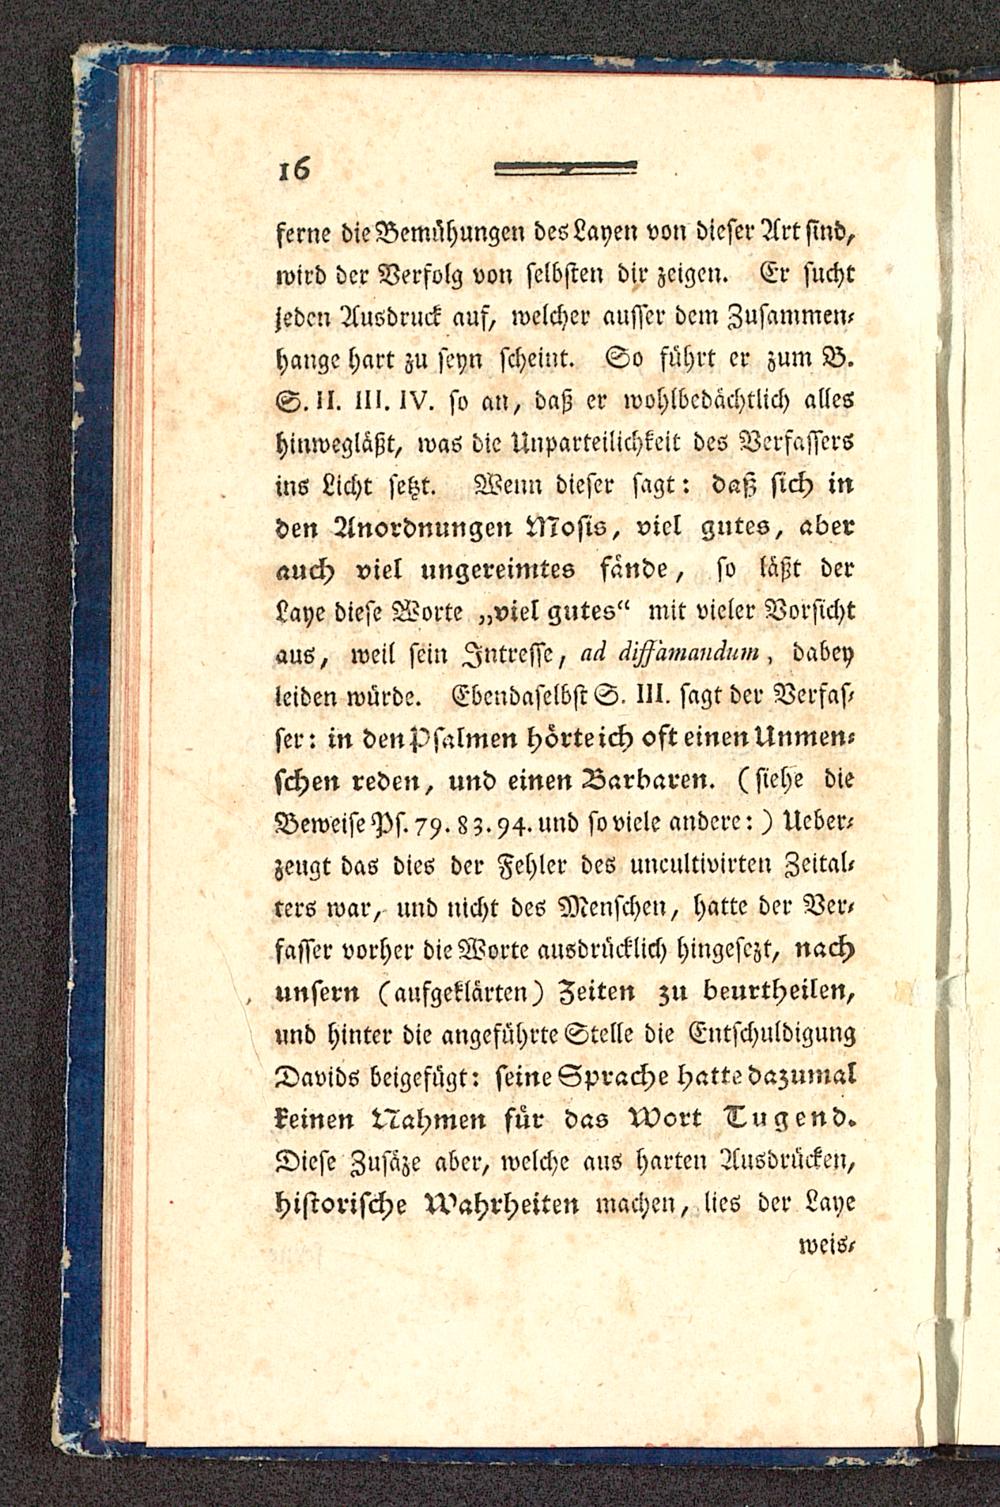 16
ferne die Bemühungen des Layen von dieser Art sind,
wird der Verfolg von selbsten dir zeigen. Er sucht
jeden Ausdruck auf, welcher ausser dem Zusammen-
hange hart zu seyn scheint. So führt er zum B.
S. II. III. IV. so an, daß er wohlbedächtlich alles
hinwegläßt, was die Unparteilichkeit des Verfassers
ins Licht setzt. Wenn dieser sagt: daß sich in
den Anordnungen Mosis, viel gutes, aber
auch viel ungereimtes fände, so läßt der
Laye diese Worte „viel gutes“ mit vieler Vorsicht
aus, weil sein Intresse, ad diffamandum, dabey
leiden würde. Ebendaselbst S. III. sagt der Verfas-
ser: in den Psalmen hörte ich oft einen Unmen-
schen reden, und einen Barbaren. (siehe die
Beweise Ps. 79. 83. 94. und so viele andere:) Ueber-
zeugt das dies der Fehler des uncultivirten Zeital-
ters war, und nicht des Menschen, hatte der Ver-
fasser vorher die Worte ausdrücklich hingesezt, nach
unsern (aufgeklärten) Zeiten zu beurtheilen,
und hinter die angeführte Stelle die Entschuldigung
Davids beigefügt: seine Sprache hatte dazumal
keinen Nahmen für das Wort Tugend.
Diese Zusäze aber, welche aus harten Ausdrücken,
historische Wahrheiten machen, lies der Laye
weis-